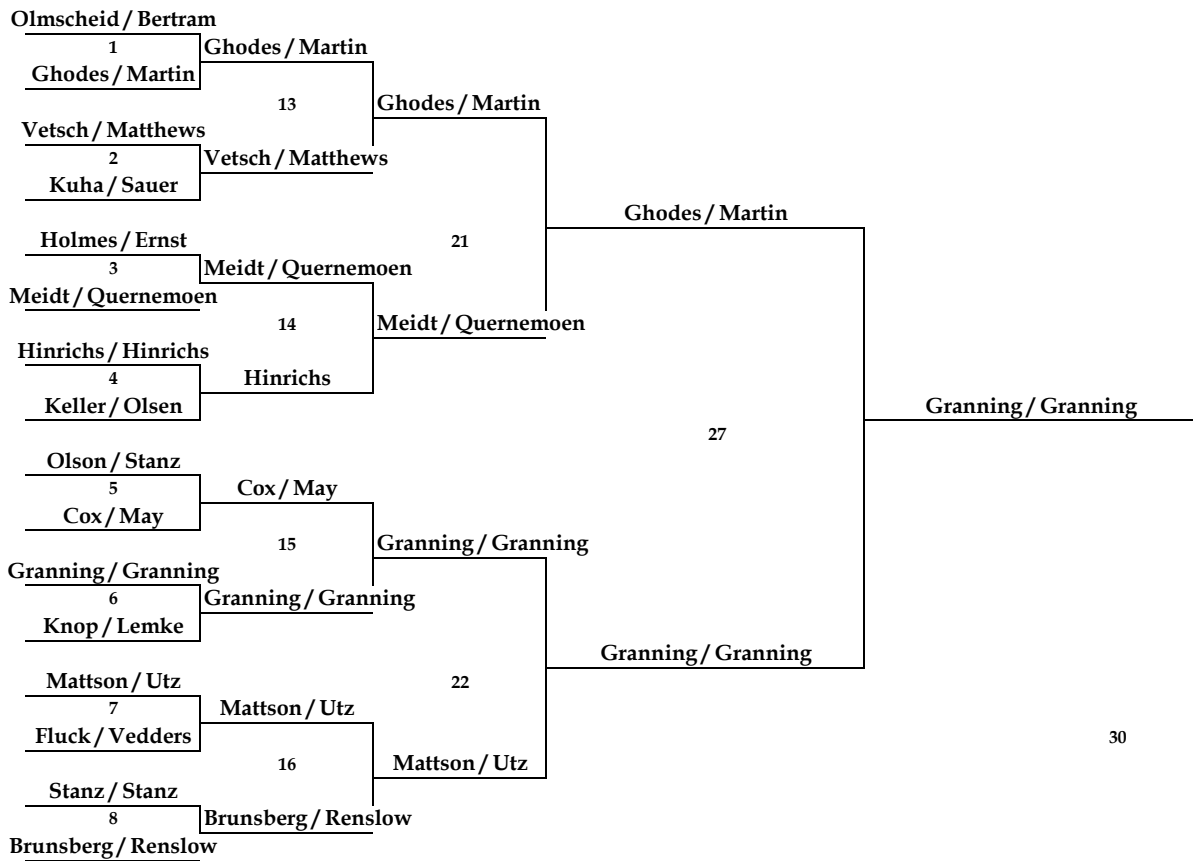 Olmscheid / Bertram
1
Ghodes / Martin
Ghodes / Martin
13
Ghodes / Martin
Vetsch / Matthews
2
Vetsch / Matthews
Kuha / Sauer
Ghodes / Martin
Holmes / Ernst
21
3
Meidt / Quernemoen
Meidt / Quernemoen
14
Meidt / Quernemoen
Hinrichs / Hinrichs
4
Hinrichs
Keller / Olsen
Granning / Granning
27
Olson / Stanz
5
Cox / May
Cox / May
15
Granning / Granning
Granning / Granning
6
Granning / Granning
Knop / Lemke
Granning / Granning
Mattson / Utz
22
7
Mattson / Utz
Fluck / Vedders
30
16
Mattson / Utz
Stanz / Stanz
8
Brunsberg / Renslow
Brunsberg / Renslow